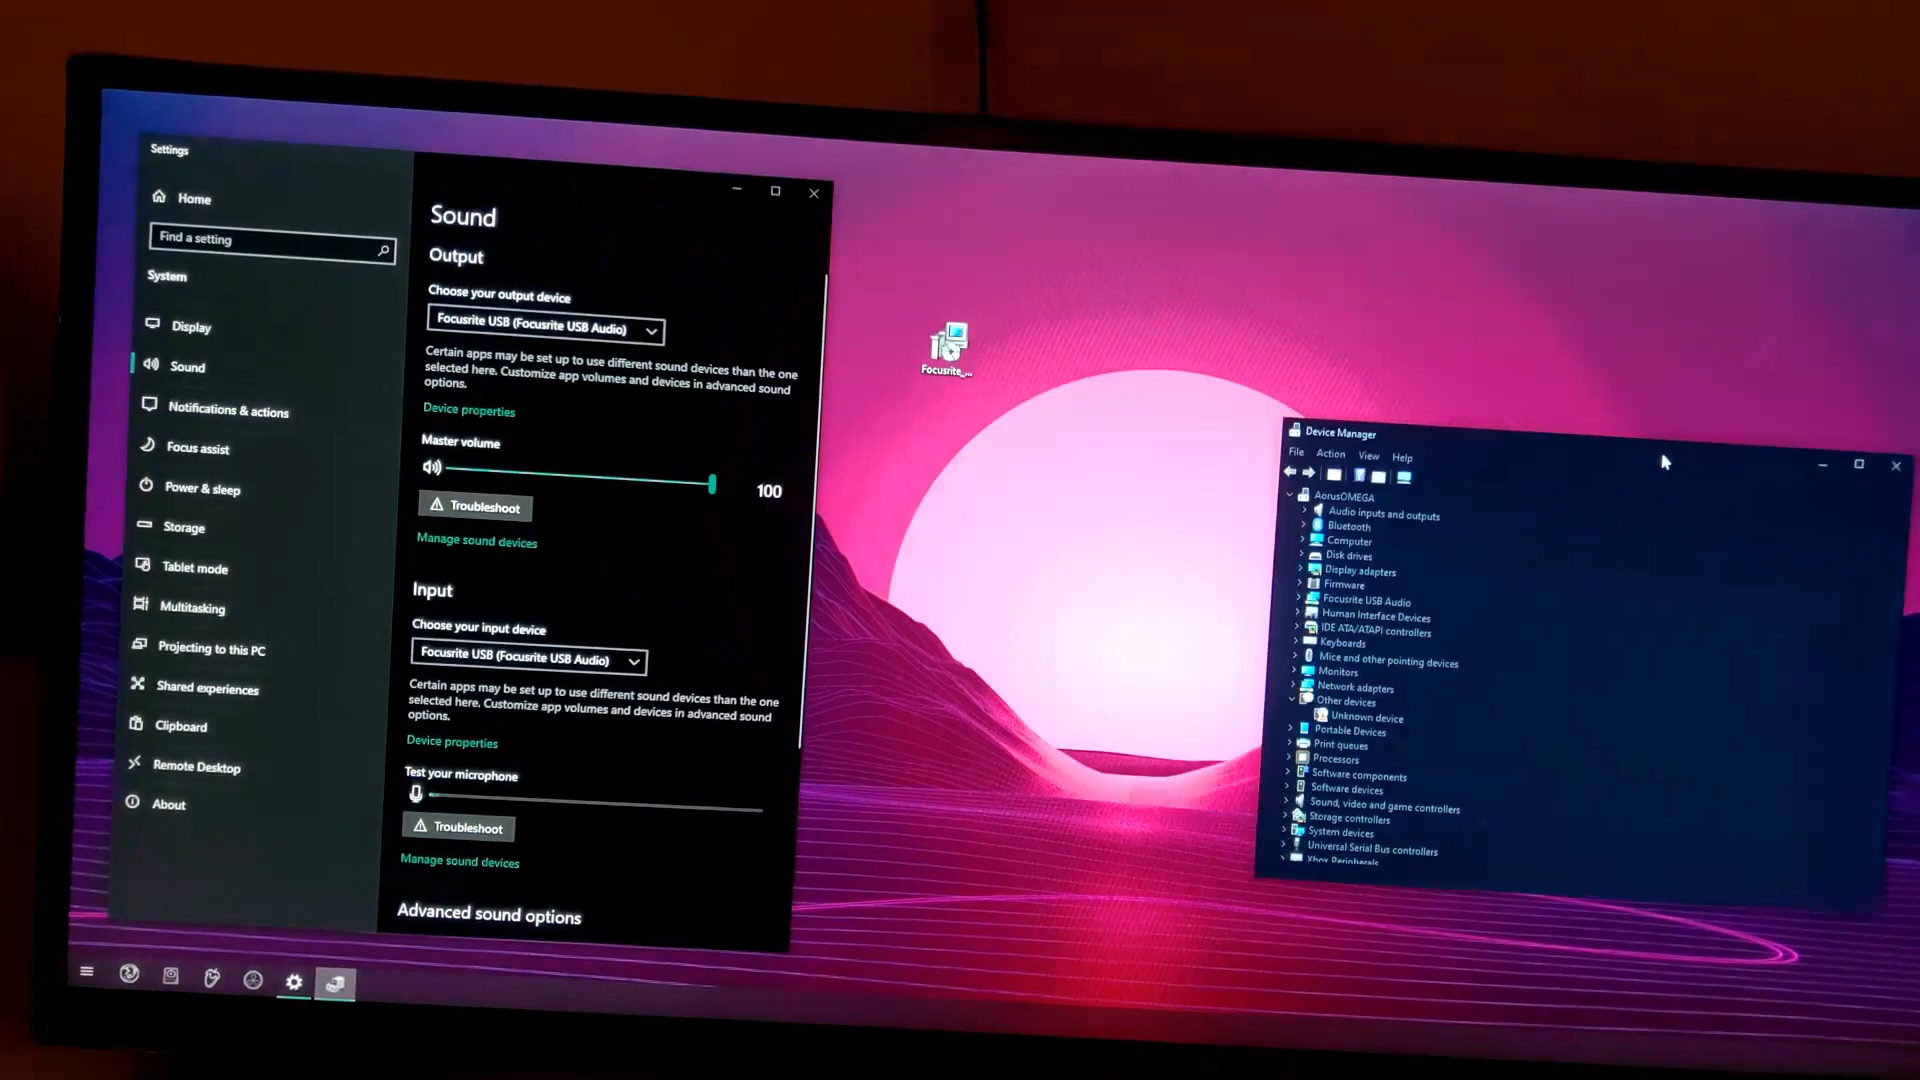 Settings
Home
Find a setting
System
Display
Sound
Notifications & actions
Focus assist
Power & sleep
Storage
Tablet mode
Multitasking
Projecting to this PC
Shared experiences
Clipboard
Remote Desktop
About
Sound
Output
Choose your output device
Focusrite USB (Focusrite USB Audio)
Certain apps may be set up to use different sound devices than the one
selected here. Customize app volumes and devices in advanced sound
options.
Device properties
Master volume
100
Troubleshoot
Manage sound devices
Input
Choose your input device
Focusrite USB (Focusrite USB Audio)
Certain apps may be set up to use different sound devices than the one
selected here. Customize app volumes and devices in advanced sound
options.
Device properties
Test your microphone
Troubleshoot
Manage sound devices
Advanced sound options
Focusrite_...
Device Manager
File Action View Help
AorusOMEGA
Audio inputs and outputs
Bluetooth
Computer
Disk drives
Display adapters
Firmware
Focusrite USB Audio
Human Interface Devices
IDE ATA/ATAPI controllers
Keyboards
Mice and other pointing devices
Monitors
Network adapters
Other devices
Unknown device
Portable Devices
Print queues
Processors
Software components
Software devices
Sound, video and game controllers
Storage controllers
System devices
Universal Serial Bus controllers
Xbox Peripherals